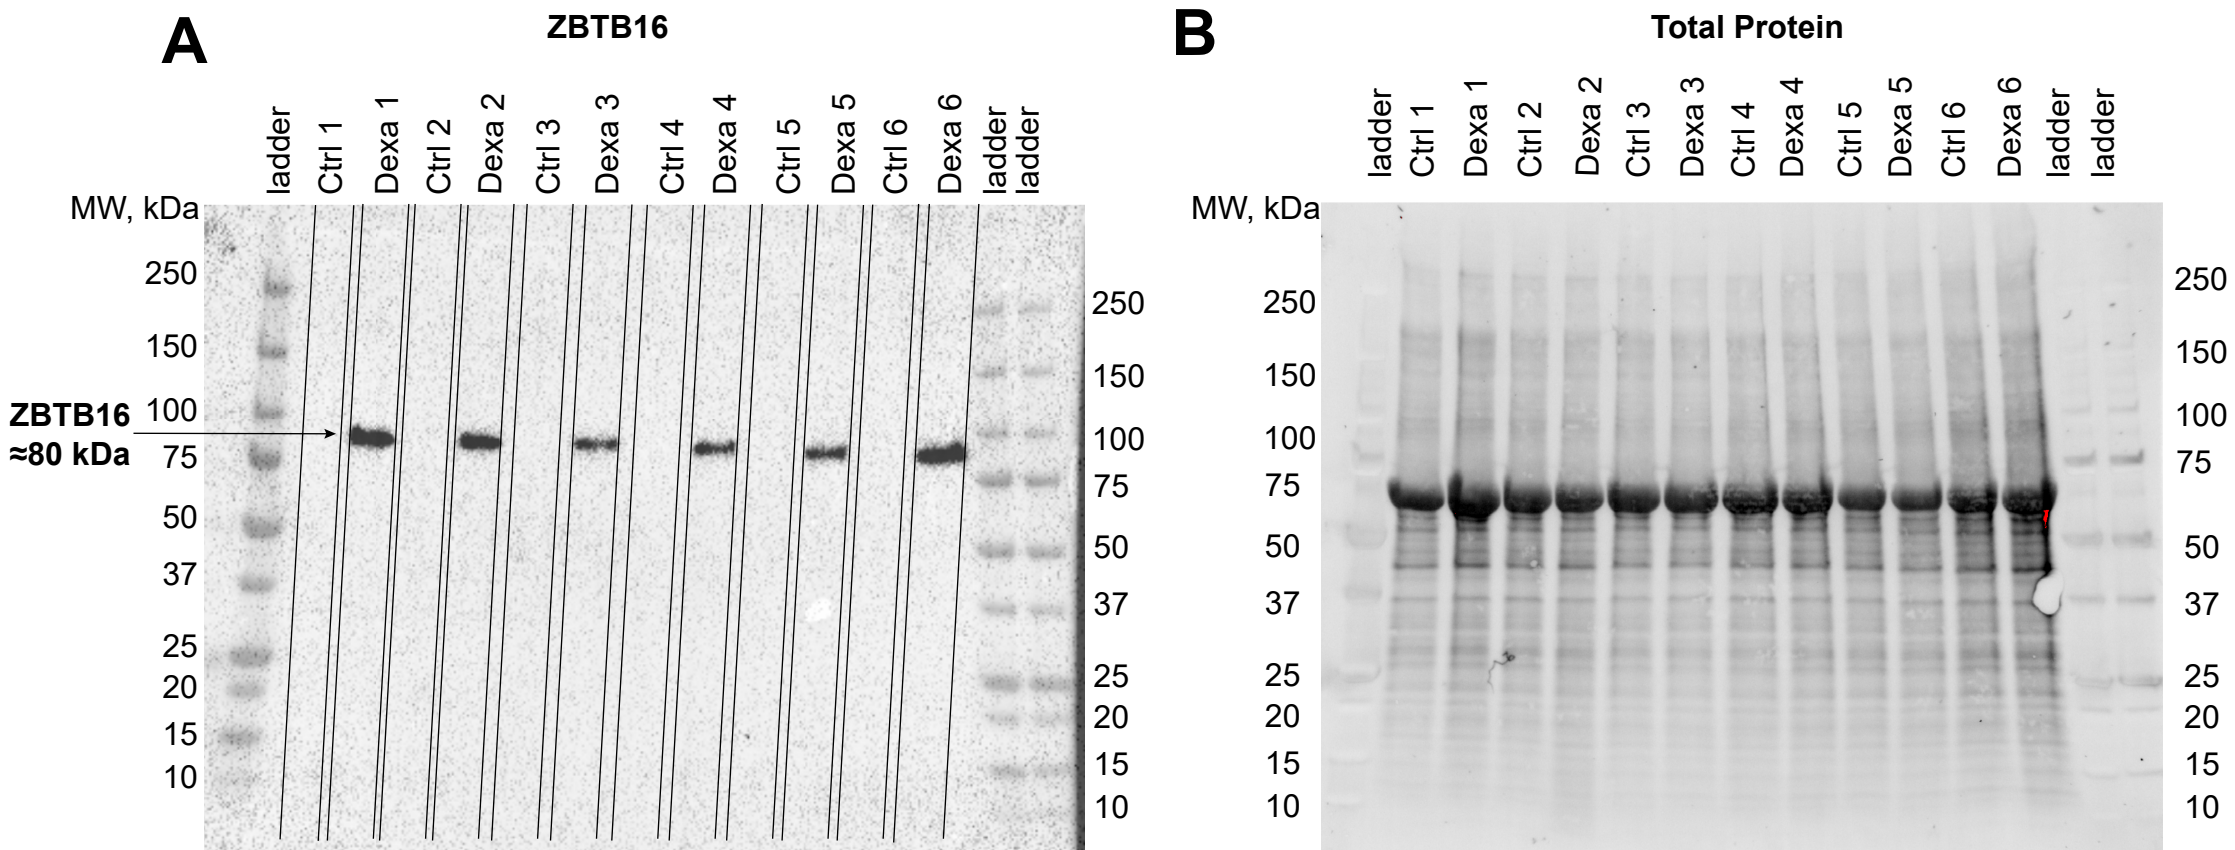 A
ZBTB16
ladder
Ctrl 1
Dexa 1
Ctrl 2
Dexa 2
Ctrl 3
Dexa 3
Ctrl 4
Dexa 4
Ctrl 5
Dexa 5
Ctrl 6
Dexa 6
ladder
ladder
MW, kDa
250
150
100
75
50
37
25
20
15
10
ZBTB16
≈80 kDa
250
150
100
75
50
37
25
20
15
10
B
Total Protein
ladder
Ctrl 1
Dexa 1
Ctrl 2
Dexa 2
Ctrl 3
Dexa 3
Ctrl 4
Dexa 4
Ctrl 5
Dexa 5
Ctrl 6
Dexa 6
ladder
ladder
MW, kDa
250
150
100
75
50
37
25
20
15
10
250
150
100
75
50
37
25
20
15
10